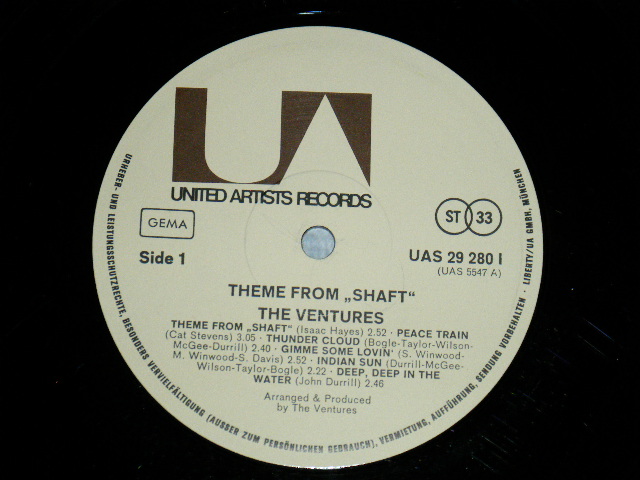 UA
UNITED ARTISTS RECORDS
GEMA
ST 33
Side 1
UAS 29 280 I
(UAS 5547 A)
THEME FROM „SHAFT“
THE VENTURES
THEME FROM „SHAFT“ (Isaac Hayes) 2.52 · PEACE TRAIN
(Cat Stevens) 3.05 · THUNDER CLOUD (Bogle-Taylor-Wilson-
McGee-Durrill) 2.40 · GIMME SOME LOVIN' (S. Winwood-
M. Winwood-S. Davis) 2.52 · INDIAN SUN (Durrill-McGee-
Wilson-Taylor-Bogle) 2.22 · DEEP, DEEP IN THE
WATER (John Durrill) 2.46
Arranged & Produced
by The Ventures
URHEBER- UND LEISTUNGSSCHUTZRECHTE, BESONDERS VERVIELFÄLTIGUNG (AUSSER ZUM PERSÖNLICHEN GEBRAUCH), VERMIETUNG, AUFFÜHRUNG, SENDUNG VORBEHALTEN · LIBERTY/UA GMBH, MÜNCHEN